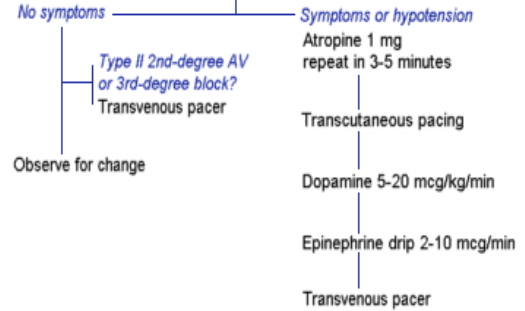 No symptoms
Symptoms or hypotension
Atropine 1 mg
repeat in 3-5 minutes
Type II 2nd-degree AV
or 3rd-degree block?
Transvenous pacer
Transcutaneous pacing
Observe for change
Dopamine 5-20 mcg/kg/min
Epinephrine drip 2-10 mcg/min
Transvenous pacer